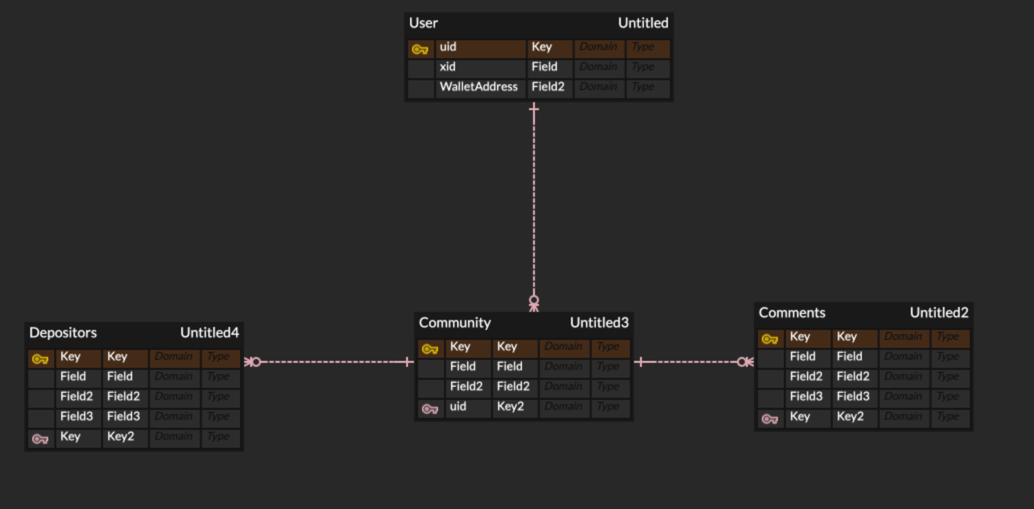 User Untitled
uid Key Domain Type
xid Field Domain Type
WalletAddress Field2 Domain Type
Depositors Untitled4
Key Key Domain Type
Field Field Domain Type
Field2 Field2 Domain Type
Field3 Field3 Domain Type
Key Key2 Domain Type
Community Untitled3
Key Key Domain Type
Field Field Domain Type
Field2 Field2 Domain Type
uid Key2 Domain Type
Comments Untitled2
Key Key Domain Type
Field Field Domain Type
Field2 Field2 Domain Type
Field3 Field3 Domain Type
Key Key2 Domain Type